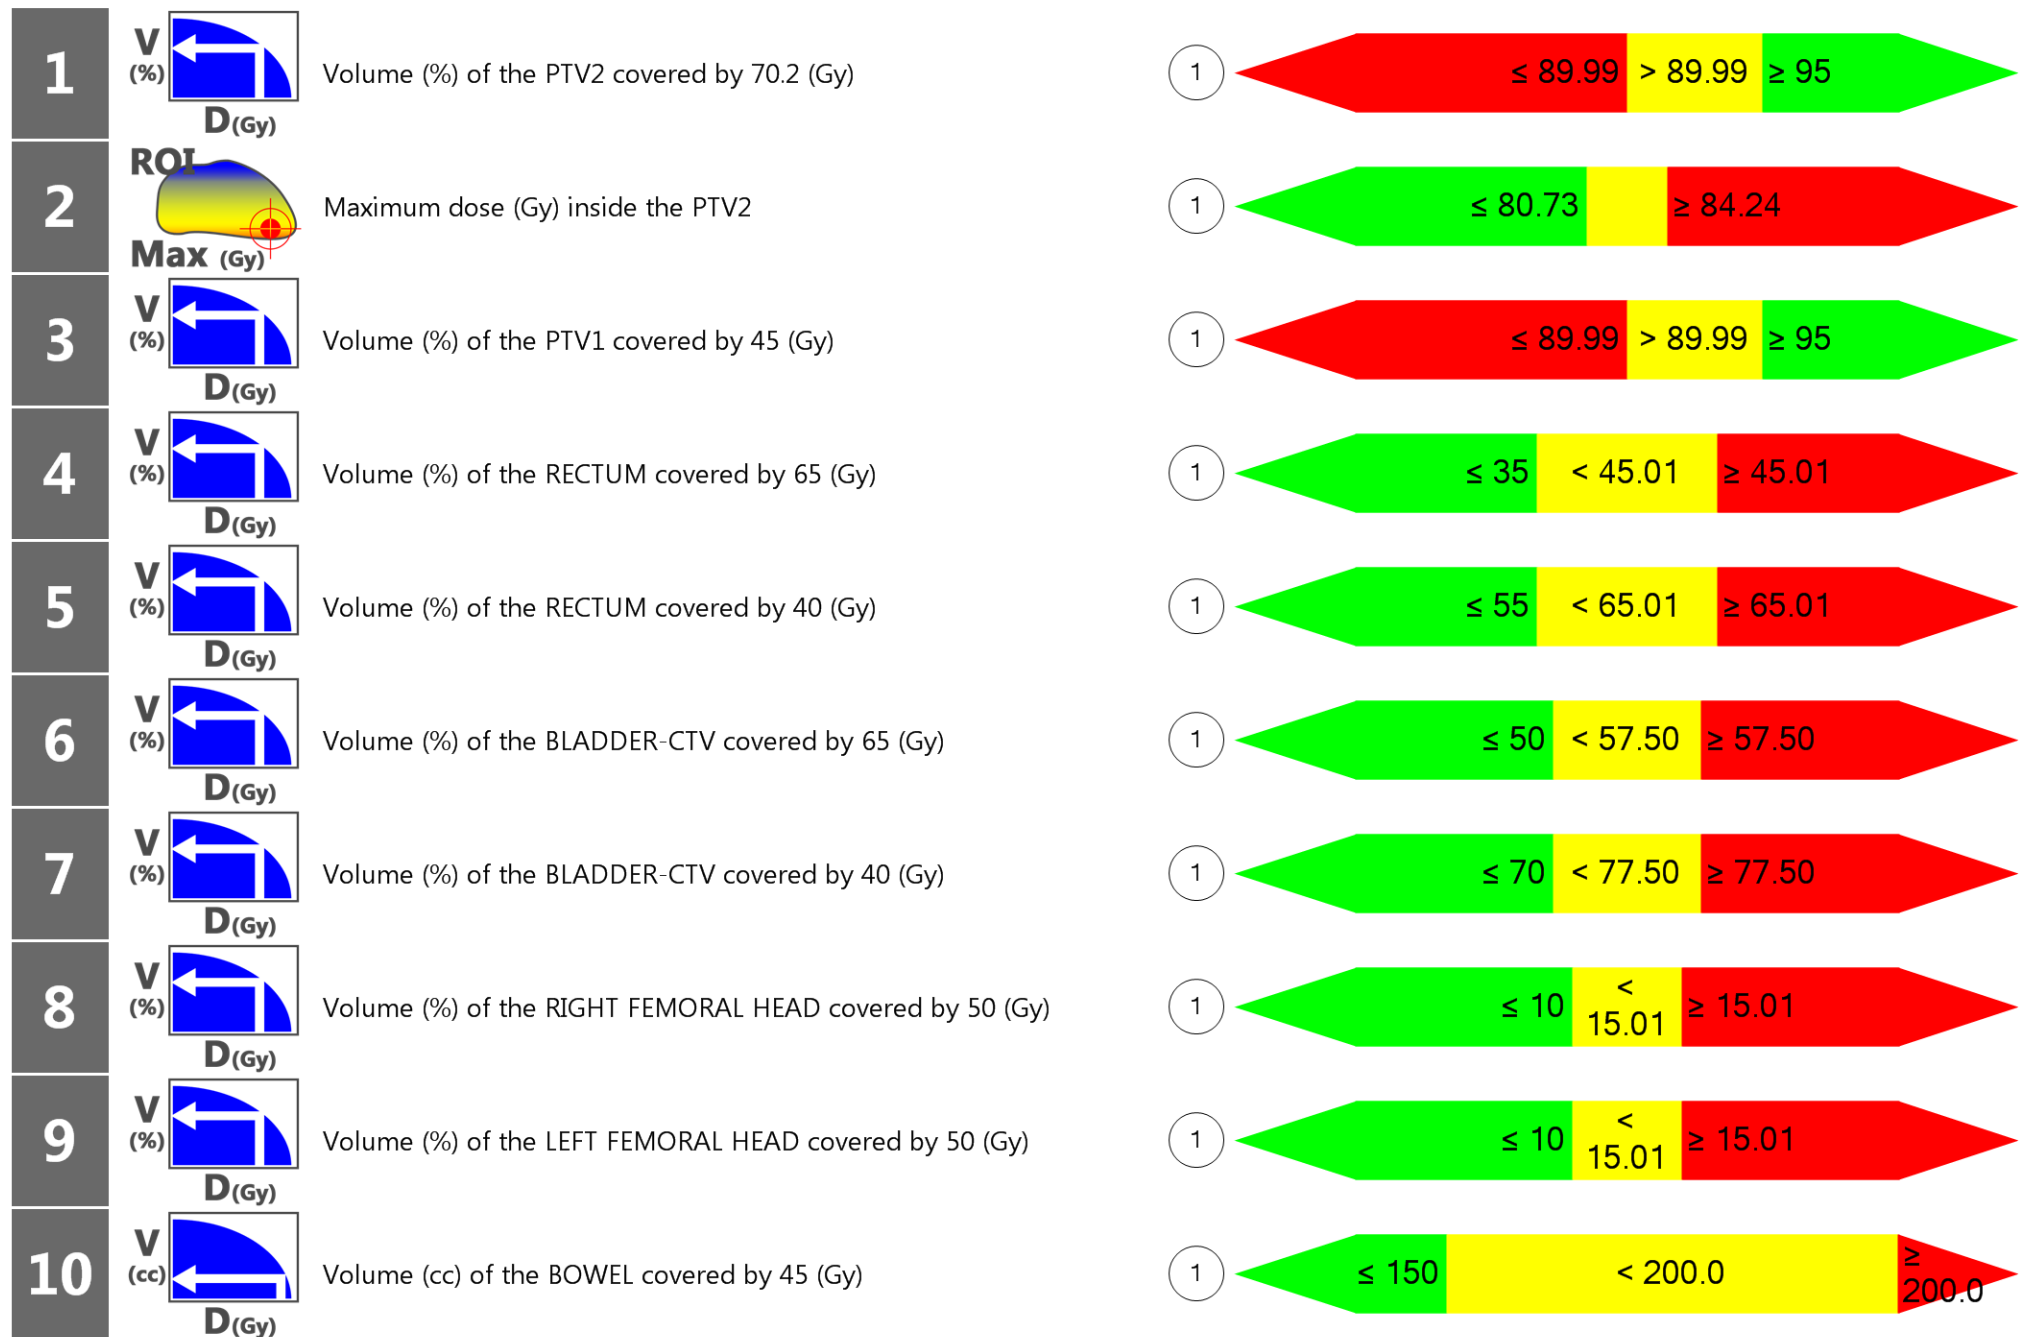 1
V
(%)
D(Gy)
Volume (%) of the PTV2 covered by 70.2 (Gy)
1
≤ 89.99 > 89.99 ≥ 95
2
ROI
Max (Gy)
Maximum dose (Gy) inside the PTV2
1
≤ 80.73 ≥ 84.24
3
V
(%)
D(Gy)
Volume (%) of the PTV1 covered by 45 (Gy)
1
≤ 89.99 > 89.99 ≥ 95
4
V
(%)
D(Gy)
Volume (%) of the RECTUM covered by 65 (Gy)
1
≤ 35 < 45.01 ≥ 45.01
5
V
(%)
D(Gy)
Volume (%) of the RECTUM covered by 40 (Gy)
1
≤ 55 < 65.01 ≥ 65.01
6
V
(%)
D(Gy)
Volume (%) of the BLADDER-CTV covered by 65 (Gy)
1
≤ 50 < 57.50 ≥ 57.50
7
V
(%)
D(Gy)
Volume (%) of the BLADDER-CTV covered by 40 (Gy)
1
≤ 70 < 77.50 ≥ 77.50
8
V
(%)
D(Gy)
Volume (%) of the RIGHT FEMORAL HEAD covered by 50 (Gy)
1
≤ 10
<
15.01
≥ 15.01
9
V
(%)
D(Gy)
Volume (%) of the LEFT FEMORAL HEAD covered by 50 (Gy)
1
≤ 10
<
15.01
≥ 15.01
10
V
(cc)
D(Gy)
Volume (cc) of the BOWEL covered by 45 (Gy)
1
≤ 150 < 200.0
≥
200.0